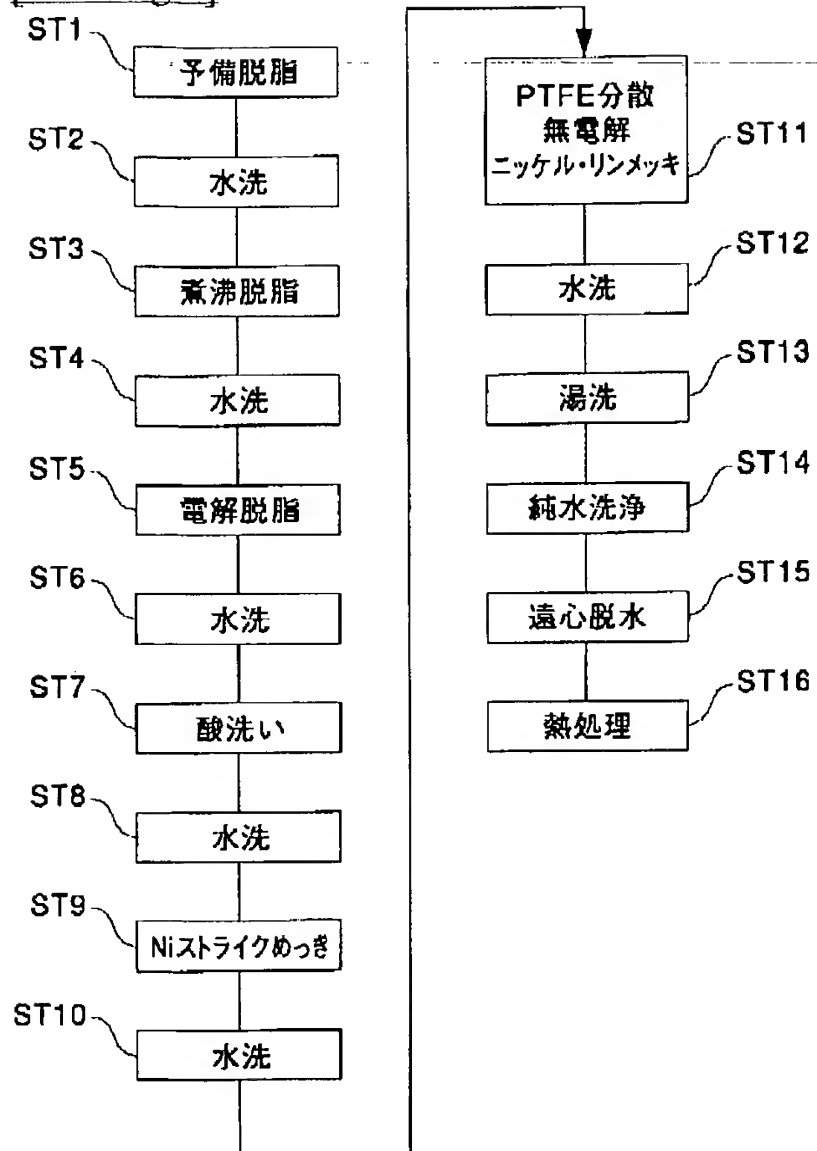 ST1
予備脱脂
ST2
水洗
ST3
煮沸脱脂
ST4
水洗
ST5
電解脱脂
ST6
水洗
ST7
酸洗い
ST8
水洗
ST9
Niストライクめっき
ST10
水洗
PTFE分散
無電解
ニッケル・リンメッキ
ST11
水洗
ST12
湯洗
ST13
純水洗浄
ST14
遠心脱水
ST15
熱処理
ST16